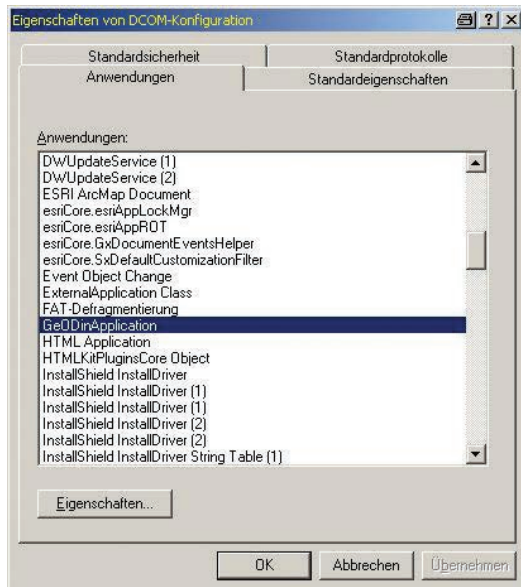 Eigenschaften von DCOM-Konfiguration
Standardsicherheit
Standardprotokolle
Anwendungen
Standardeigenschaften
Anwendungen:
DWUpdateService (1)
DWUpdateService (2)
ESRI ArcMap Document
esriCore.esriAppLockMgr
esriCore.esriAppROT
esriCore.GxDocumentEventsHelper
esriCore.SxDefaultCustomizationFilter
Event Object Change
ExternalApplication Class
FAT-Defragmentierung
GeODinApplication
HTML Application
HTMLKitPluginsCore Object
InstallShield InstallDriver
InstallShield InstallDriver (1)
InstallShield InstallDriver (1)
InstallShield InstallDriver (2)
InstallShield InstallDriver (2)
InstallShield InstallDriver String Table (1)
Eigenschaften...
OK
Abbrechen
Übernehmen